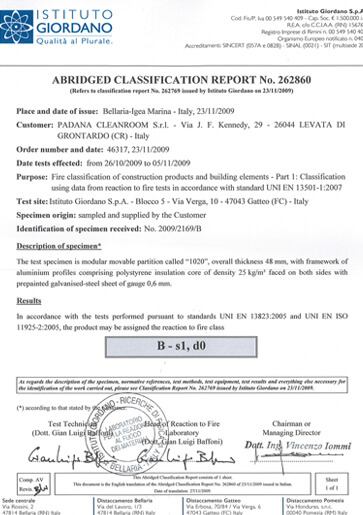 ISTITUTO
GIORDANO
Qualità al Plurale.
Istituto Giordano S.p.A
Cod. Fis/P. Iva 00 549 540 409 - Cap. Soc. € 1.500.000
R.E.A. c/o C.C.I.A.A. (RN) 15676
Registro Imprese di Rimini n. 00 549 540
Organismo Europeo notificato n. 040
Accreditamenti: SINCERT (057A e 082B) - SINAL (0021) - SIT (multisede 20
ABRIDGED CLASSIFICATION REPORT No. 262860
(Refers to classification report No. 262769 issued by Istituto Giordano on 23/11/2009)
Place and date of issue: Bellaria-Igea Marina - Italy, 23/11/2009
Customer: PADANA CLEANROOM S.r.l. - Via J. F. Kennedy, 29 - 26044 LEVATA DI
GRONTARDO (CR) - Italy
Order number and date: 46317, 23/11/2009
Date tests effected: from 26/10/2009 to 05/11/2009
Purpose: Fire classification of construction products and building elements - Part 1: Classification
using data from reaction to fire tests in accordance with standard UNI EN 13501-1:2007
Test site: Istituto Giordano S.p.A. - Blocco 5 - Via Verga, 10 - 47043 Gatteo (FC) - Italy
Specimen origin: sampled and supplied by the Customer
Identification of specimen received: No. 2009/2169/B
Description of specimen*
The test specimen is modular movable partition called "1020", overall thickness 48 mm, with framework of
aluminium profiles comprising polystyrene insulation core of density 25 kg/m³ faced on both sides with
prepainted galvanised-steel sheet of gauge 0,6 mm.
Results
In accordance with the tests performed pursuant to standards UNI EN 13823:2005 and UNI EN ISO
11925-2:2005, the product may be assigned the reaction to fire class
B - s1, d0
As regards the description of the specimen, normative references, test methods, test equipment, test results and everything else necessary for
the identification of the work carried out, please see Classification Report No. 262769 issued by Istituto Giordano on 23/11/2009.
(*) according to that stated by the Customer.
Test Technician
(Dott. Gian Luigi Baffoni)
Head of Reaction to Fire
Laboratory
(Dott. Gian Luigi Baffoni)
Chairman or
Managing Director
Dott. Ing. Vincenzo Iommi
GIORDANO - RICERCHE DI
LABORATORIO
REAZIONE
AL FUOCO
DEI MATERIALI
BELLARIA
Comp. AV
Revis.
This Abridged Classification Report consists of 1 sheet.
This document is the English translation of the Abridged Classification Report No. 262860 of 23/11/2009 issued in Italian.
Date of translation: 23/11/2009.
Sheet
1 of 1
Sede centrale
Via Rossini, 2
47814 Bellaria (RN) Italy
Distaccamento Bellaria
Via del Lavoro, 1/3
47814 Bellaria (RN) Italy
Distaccamento Gatteo
Via Erbosa, 70/84 / Via Verga, 6
47043 Gatteo (FC) Italy
Distaccamento Pomezia
Via Honduras, s.n.c.
00040 Pomezia (RM) Italy